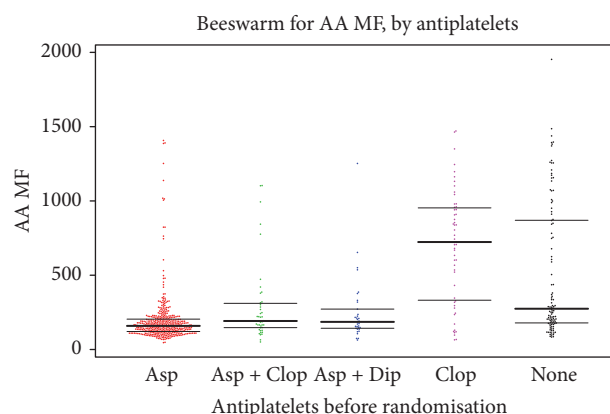 Beeswarm for AA MF, by antiplatelets
2000
1500
1000
500
0
AA MF
Asp Asp + Clop Asp + Dip Clop None
Antiplatelets before randomisation